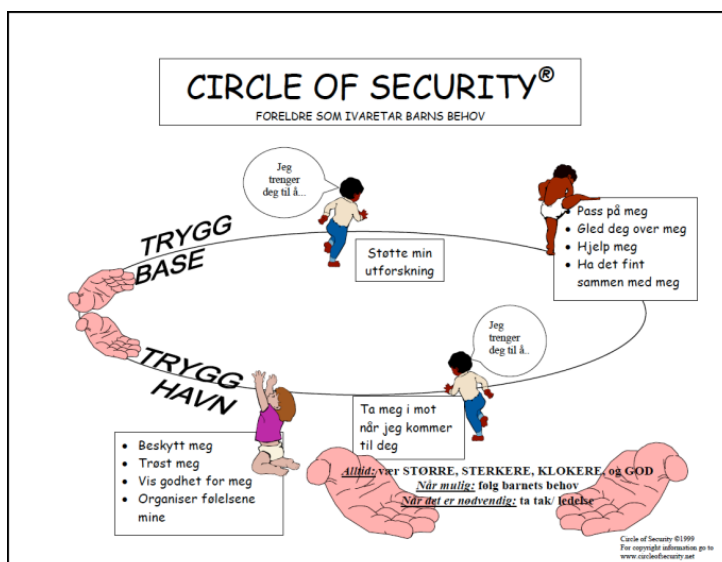 CIRCLE OF SECURITY®
FORELDRE SOM IVARETAR BARNS BEHOV
Jeg
trenger
deg til å...
TRYGG
BASE
Støtte min
utforskning
• Pass på meg
• Gled deg over meg
• Hjelp meg
• Ha det fint
sammen med meg
Jeg
trenger
deg til å..
TRYGG
HAVN
Ta meg i mot
når jeg kommer
til deg
• Beskytt meg
• Trøst meg
• Vis godhet for meg
• Organiser følelsene
mine
Alltid: vær STØRRE, STERKERE, KLOKERE, og GOD
Når mulig: følg barnets behov
Når det er nødvendig: ta tak/ ledelse
Circle of Security ©1999
For copyright information go to
www.circleofsecurity.net